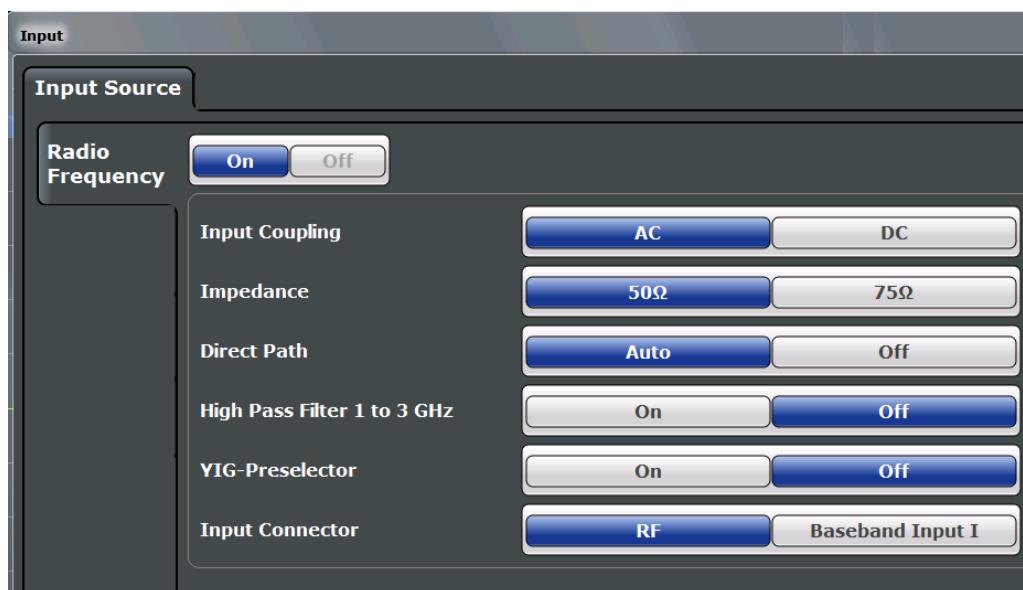 Input
Input Source
Radio
Frequency
On Off
Input Coupling AC DC
Impedance 50Ω 75Ω
Direct Path Auto Off
High Pass Filter 1 to 3 GHz On Off
YIG-Preselector On Off
Input Connector RF Baseband Input I